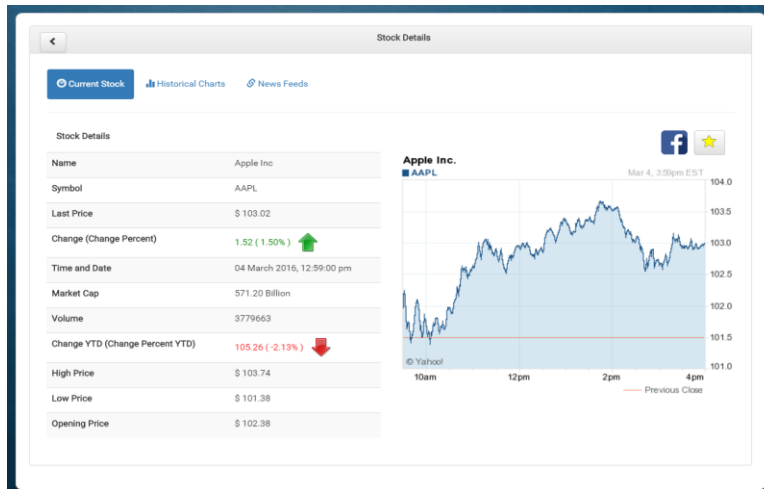 Stock Details
Current Stock
Historical Charts
News Feeds
Stock Details
Name Apple Inc
Symbol AAPL
Last Price $ 103.02
Change (Change Percent) 1.52 ( 1.50% )
Time and Date 04 March 2016, 12:59:00 pm
Market Cap 571.20 Billion
Volume 3779663
Change YTD (Change Percent YTD) 105.26 ( -2.13% )
High Price $ 103.74
Low Price $ 101.38
Opening Price $ 102.38
f
Apple Inc.
AAPL Mar 4, 3:59pm EST
104.0
103.5
103.0
102.5
102.0
101.5
101.0
© Yahoo!
10am 12pm 2pm 4pm
Previous Close